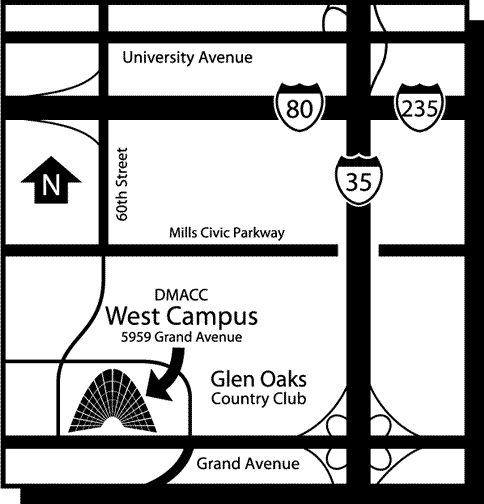 University Avenue
80
235
60th Street
35
N
Mills Civic Parkway
DMACC
West Campus
5959 Grand Avenue
Glen Oaks
Country Club
Grand Avenue